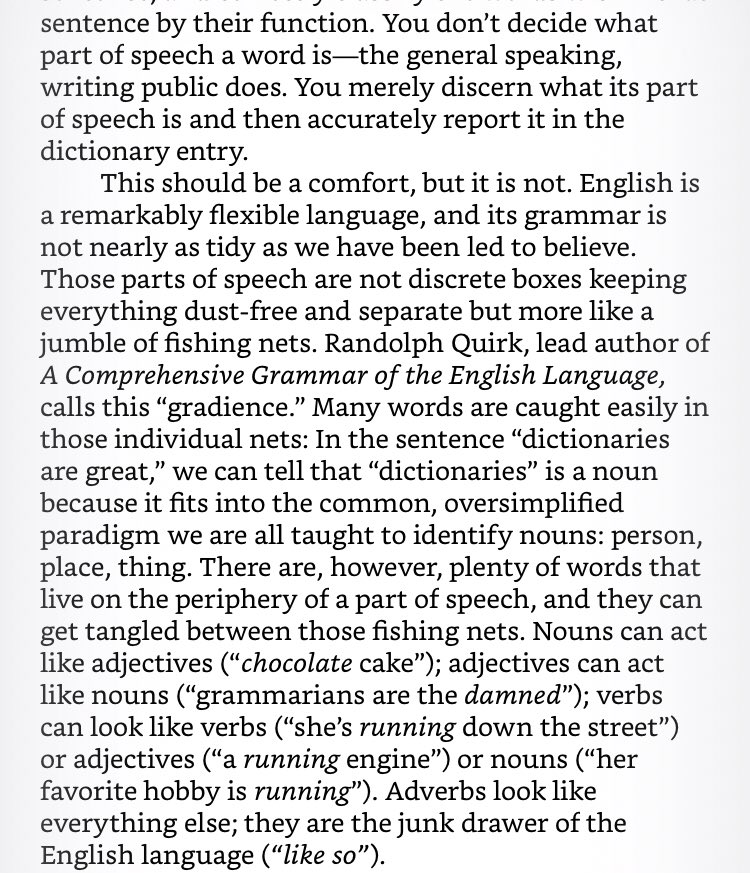 sentence by their function. You don’t decide what
part of speech a word is—the general speaking,
writing public does. You merely discern what its part
of speech is and then accurately report it in the
dictionary entry.
This should be a comfort, but it is not. English is
a remarkably flexible language, and its grammar is
not nearly as tidy as we have been led to believe.
Those parts of speech are not discrete boxes keeping
everything dust-free and separate but more like a
jumble of fishing nets. Randolph Quirk, lead author of
A Comprehensive Grammar of the English Language,
calls this “gradience.” Many words are caught easily in
those individual nets: In the sentence “dictionaries
are great,” we can tell that “dictionaries” is a noun
because it fits into the common, oversimplified
paradigm we are all taught to identify nouns: person,
place, thing. There are, however, plenty of words that
live on the periphery of a part of speech, and they can
get tangled between those fishing nets. Nouns can act
like adjectives (“chocolate cake”); adjectives can act
like nouns (“grammarians are the damned”); verbs
can look like verbs (“she’s running down the street”)
or adjectives (“a running engine”) or nouns (“her
favorite hobby is running”). Adverbs look like
everything else; they are the junk drawer of the
English language (“like so”).